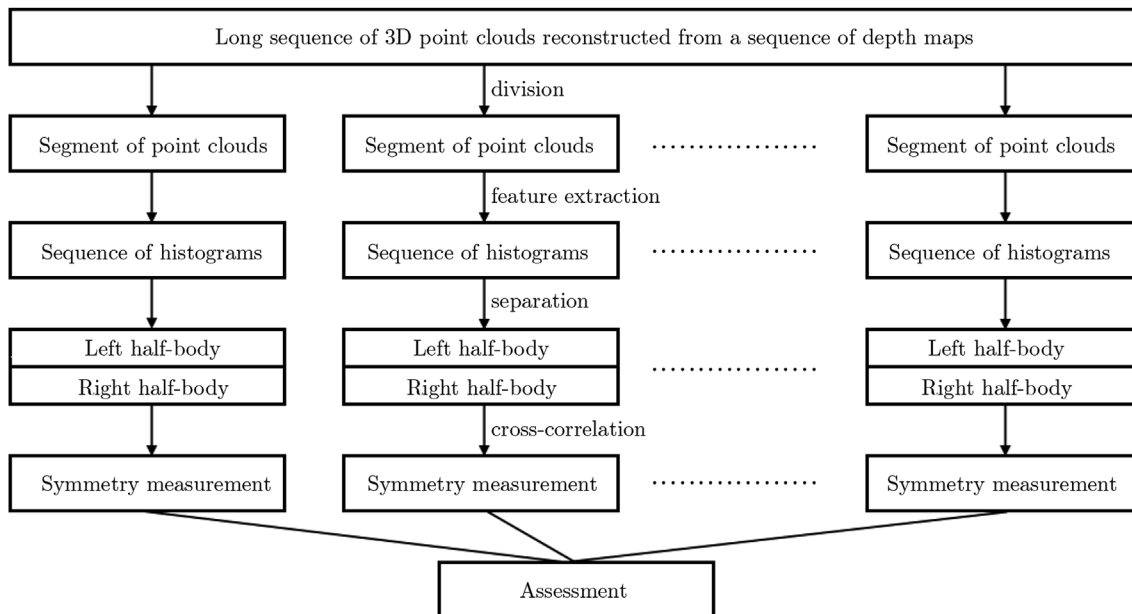 Long sequence of 3D point clouds reconstructed from a sequence of depth maps
division
Segment of point clouds
Segment of point clouds
..................
Segment of point clouds
feature extraction
Sequence of histograms
Sequence of histograms
..................
Sequence of histograms
separation
Left half-body
Left half-body
Left half-body
..................
Right half-body
Right half-body
Right half-body
cross-correlation
Symmetry measurement
Symmetry measurement
..................
Symmetry measurement
Assessment